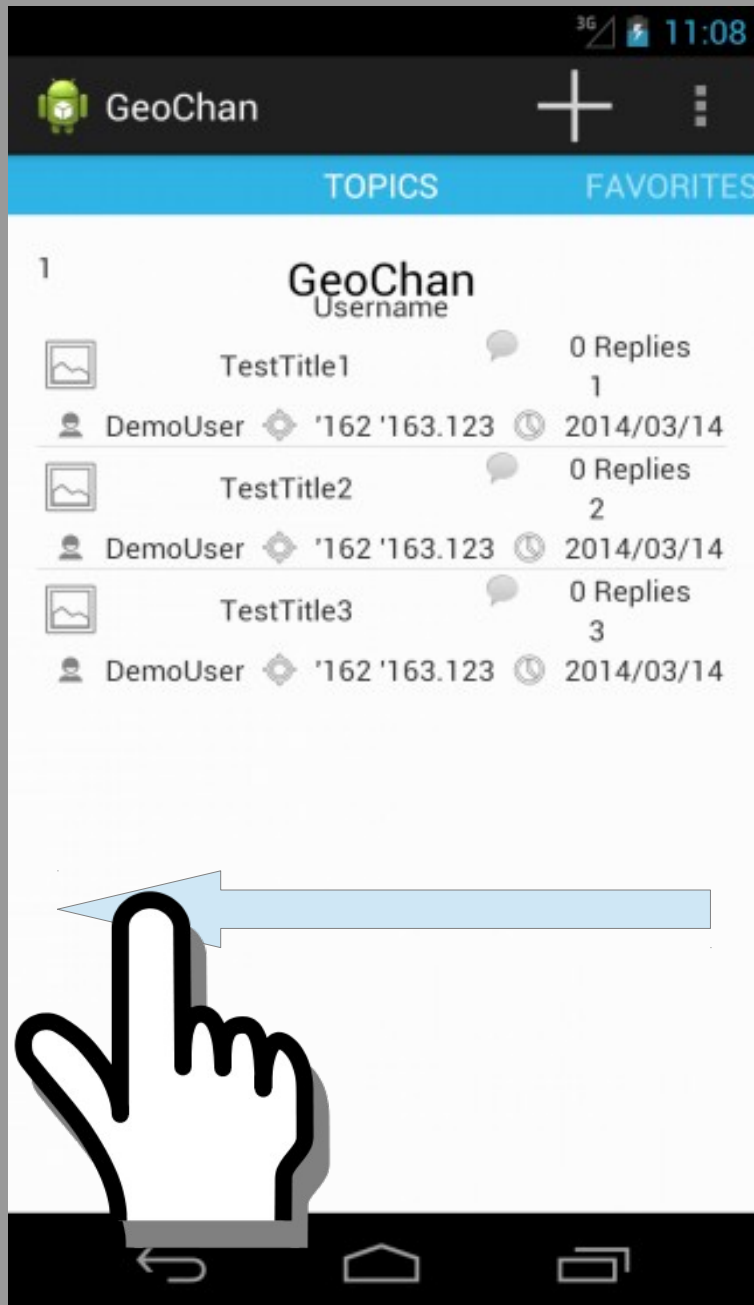 3G 11:08
GeoChan
TOPICS FAVORITES
1
GeoChan
Username
TestTitle1 0 Replies
1
DemoUser '162 '163.123 2014/03/14
TestTitle2 0 Replies
2
DemoUser '162 '163.123 2014/03/14
TestTitle3 0 Replies
3
DemoUser '162 '163.123 2014/03/14